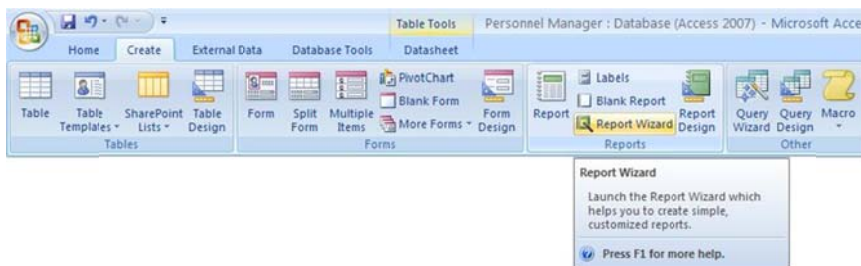 Table Tools Personnel Manager : Database (Access 2007) - Microsoft Acce
Home Create External Data Database Tools Datasheet
Table
Table Templates
SharePoint Lists
Table Design
Tables
Form
Split Form
Multiple Items
PivotChart
Blank Form
More Forms
Form Design
Forms
Report
Labels
Blank Report
Report Wizard
Report Design
Reports
Query Wizard
Query Design
Macro
Other
Report Wizard
Launch the Report Wizard which
helps you to create simple,
customized reports.
Press F1 for more help.